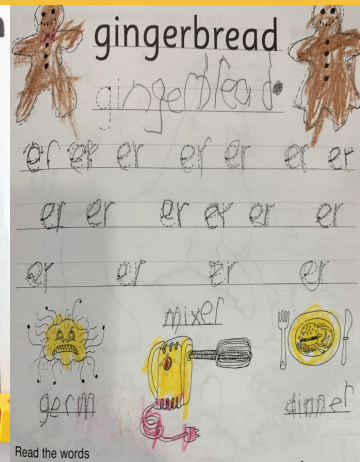 gingerbread
gingerbread
er er er er er er er
er er er er er er
er er er er
mixer
germ dinner
Read the words